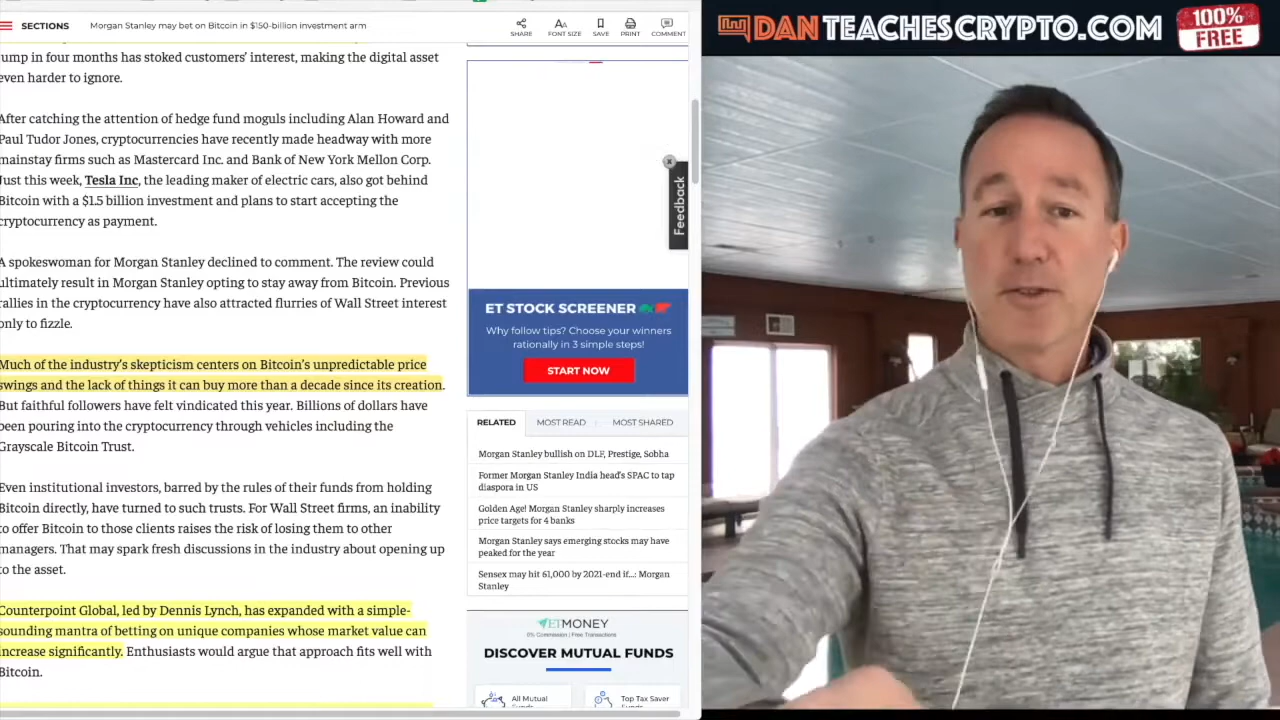 SECTIONS
Morgan Stanley may bet on Bitcoin in $150-billion investment arm
SHARE
FONT SIZE
SAVE
PRINT
COMMENT
jump in four months has stoked customers' interest, making the digital asset
even harder to ignore.
After catching the attention of hedge fund moguls including Alan Howard and
Paul Tudor Jones, cryptocurrencies have recently made headway with more
mainstay firms such as Mastercard Inc. and Bank of New York Mellon Corp.
Just this week, Tesla Inc, the leading maker of electric cars, also got behind
Bitcoin with a $1.5 billion investment and plans to start accepting the
cryptocurrency as payment.
A spokeswoman for Morgan Stanley declined to comment. The review could
ultimately result in Morgan Stanley opting to stay away from Bitcoin. Previous
rallies in the cryptocurrency have also attracted flurries of Wall Street interest
only to fizzle.
Much of the industry's skepticism centers on Bitcoin's unpredictable price
swings and the lack of things it can buy more than a decade since its creation.
But faithful followers have felt vindicated this year. Billions of dollars have
been pouring into the cryptocurrency through vehicles including the
Grayscale Bitcoin Trust.
Even institutional investors, barred by the rules of their funds from holding
Bitcoin directly, have turned to such trusts. For Wall Street firms, an inability
to offer Bitcoin to those clients raises the risk of losing them to other
managers. That may spark fresh discussions in the industry about opening up
to the asset.
Counterpoint Global, led by Dennis Lynch, has expanded with a simple-
sounding mantra of betting on unique companies whose market value can
increase significantly. Enthusiasts would argue that approach fits well with
Bitcoin.
Feedback
ET STOCK SCREENER
Why follow tips? Choose your winners
rationally in 3 simple steps!
START NOW
RELATED
MOST READ
MOST SHARED
Morgan Stanley bullish on DLF, Prestige, Sobha
Former Morgan Stanley India head's SPAC to tap
diaspora in US
Golden Age! Morgan Stanley sharply increases
price targets for 4 banks
Morgan Stanley says emerging stocks may have
peaked for the year
Sensex may hit 61,000 by 2021-end if...: Morgan
Stanley
ETMONEY
0% Commission | Free Transactions
DISCOVER MUTUAL FUNDS
All Mutual
Funds
Top Tax Saver
Funds
DANTEACHESCRYPTO.COM
100%
FREE